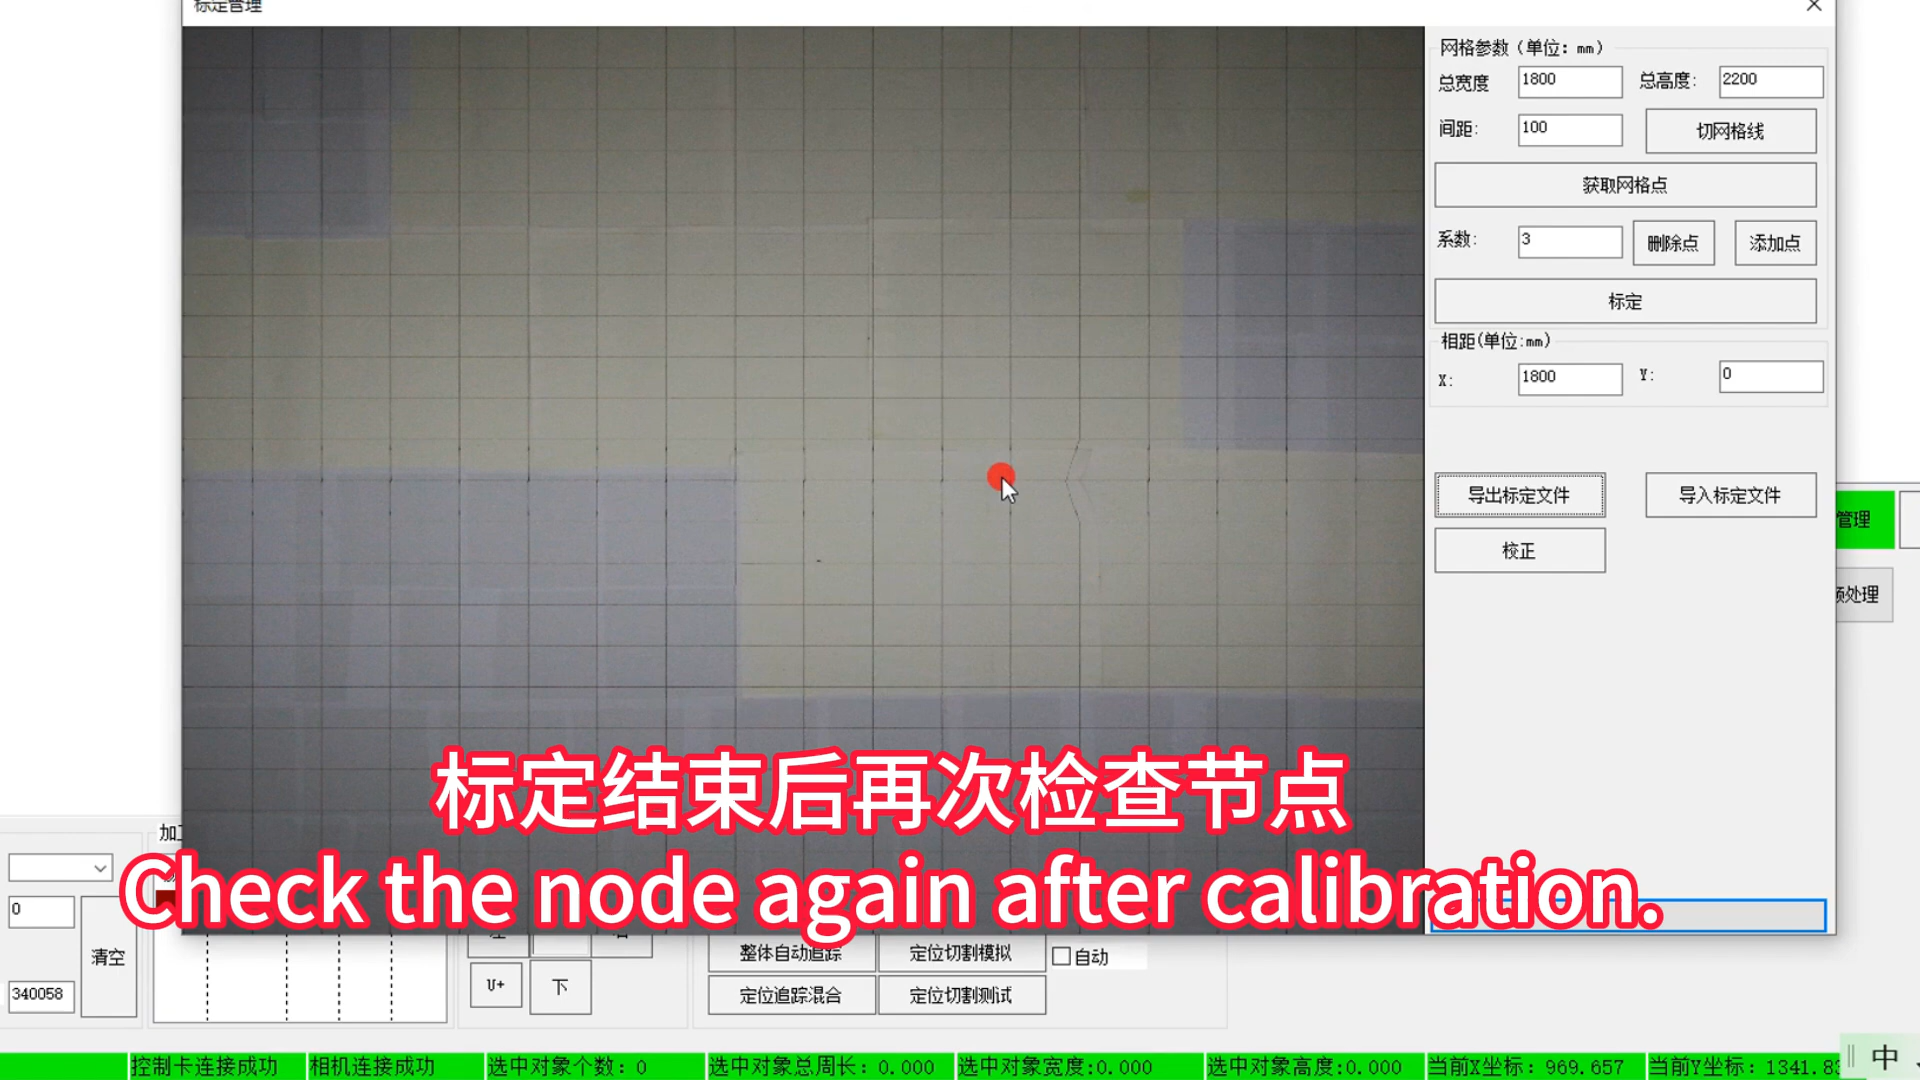 标定管理
网格参数（单位：mm）
总宽度 1800 总高度： 2200
间距： 100 切网格线
获取网格点
系数： 3 删除点 添加点
标定
相距(单位:mm)
X: 1800 Y: 0
导出标定文件 导入标定文件
校正
管理
预处理
标定结束后再次检查节点
Check the node again after calibration.
0
清空
340058
U+ 下
整体自动追踪 定位切割模拟 自动
定位追踪混合 定位切割测试
控制卡连接成功 相机连接成功 选中对象个数：0 选中对象总周长：0.000 选中对象宽度:0.000 选中对象高度:0.000 当前X坐标：969.657 当前Y坐标：1341.83
中